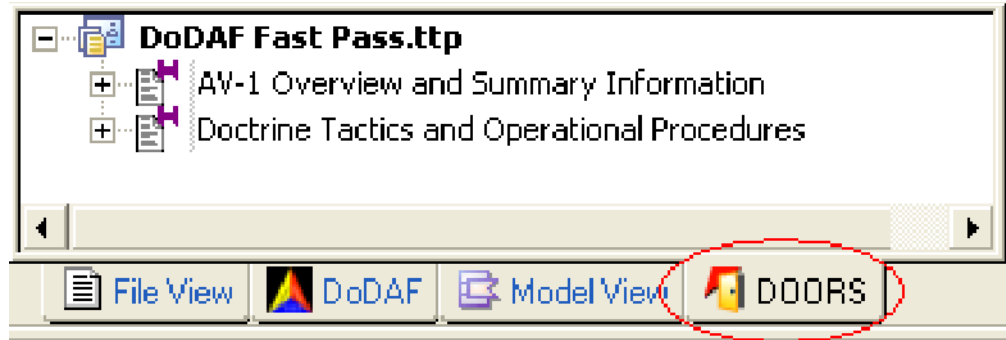 DoDAF Fast Pass.ttp
AV-1 Overview and Summary Information
Doctrine Tactics and Operational Procedures
File View DoDAF Model View DOORS